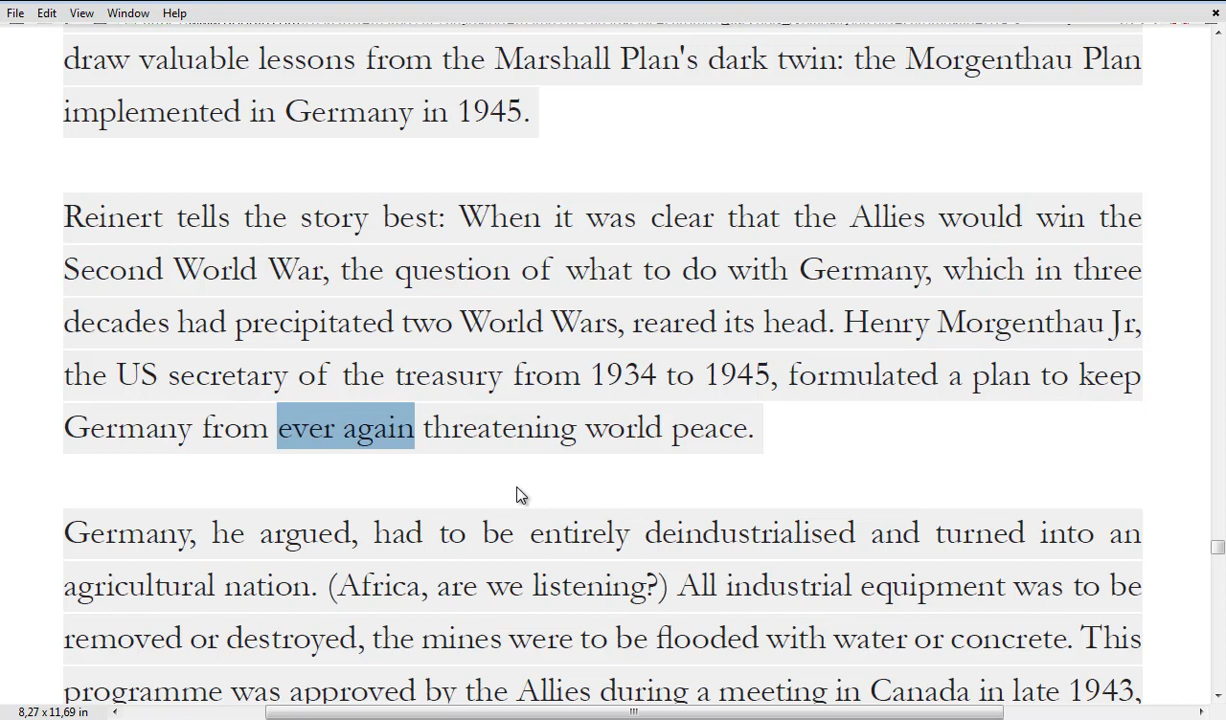 File Edit View Window Help
draw valuable lessons from the Marshall Plan's dark twin: the Morgenthau Plan
implemented in Germany in 1945.
Reinert tells the story best: When it was clear that the Allies would win the
Second World War, the question of what to do with Germany, which in three
decades had precipitated two World Wars, reared its head. Henry Morgenthau Jr,
the US secretary of the treasury from 1934 to 1945, formulated a plan to keep
Germany from ever again threatening world peace.
Germany, he argued, had to be entirely deindustrialised and turned into an
agricultural nation. (Africa, are we listening?) All industrial equipment was to be
removed or destroyed, the mines were to be flooded with water or concrete. This
programme was approved by the Allies during a meeting in Canada in late 1943,
8,27 x 11,69 in